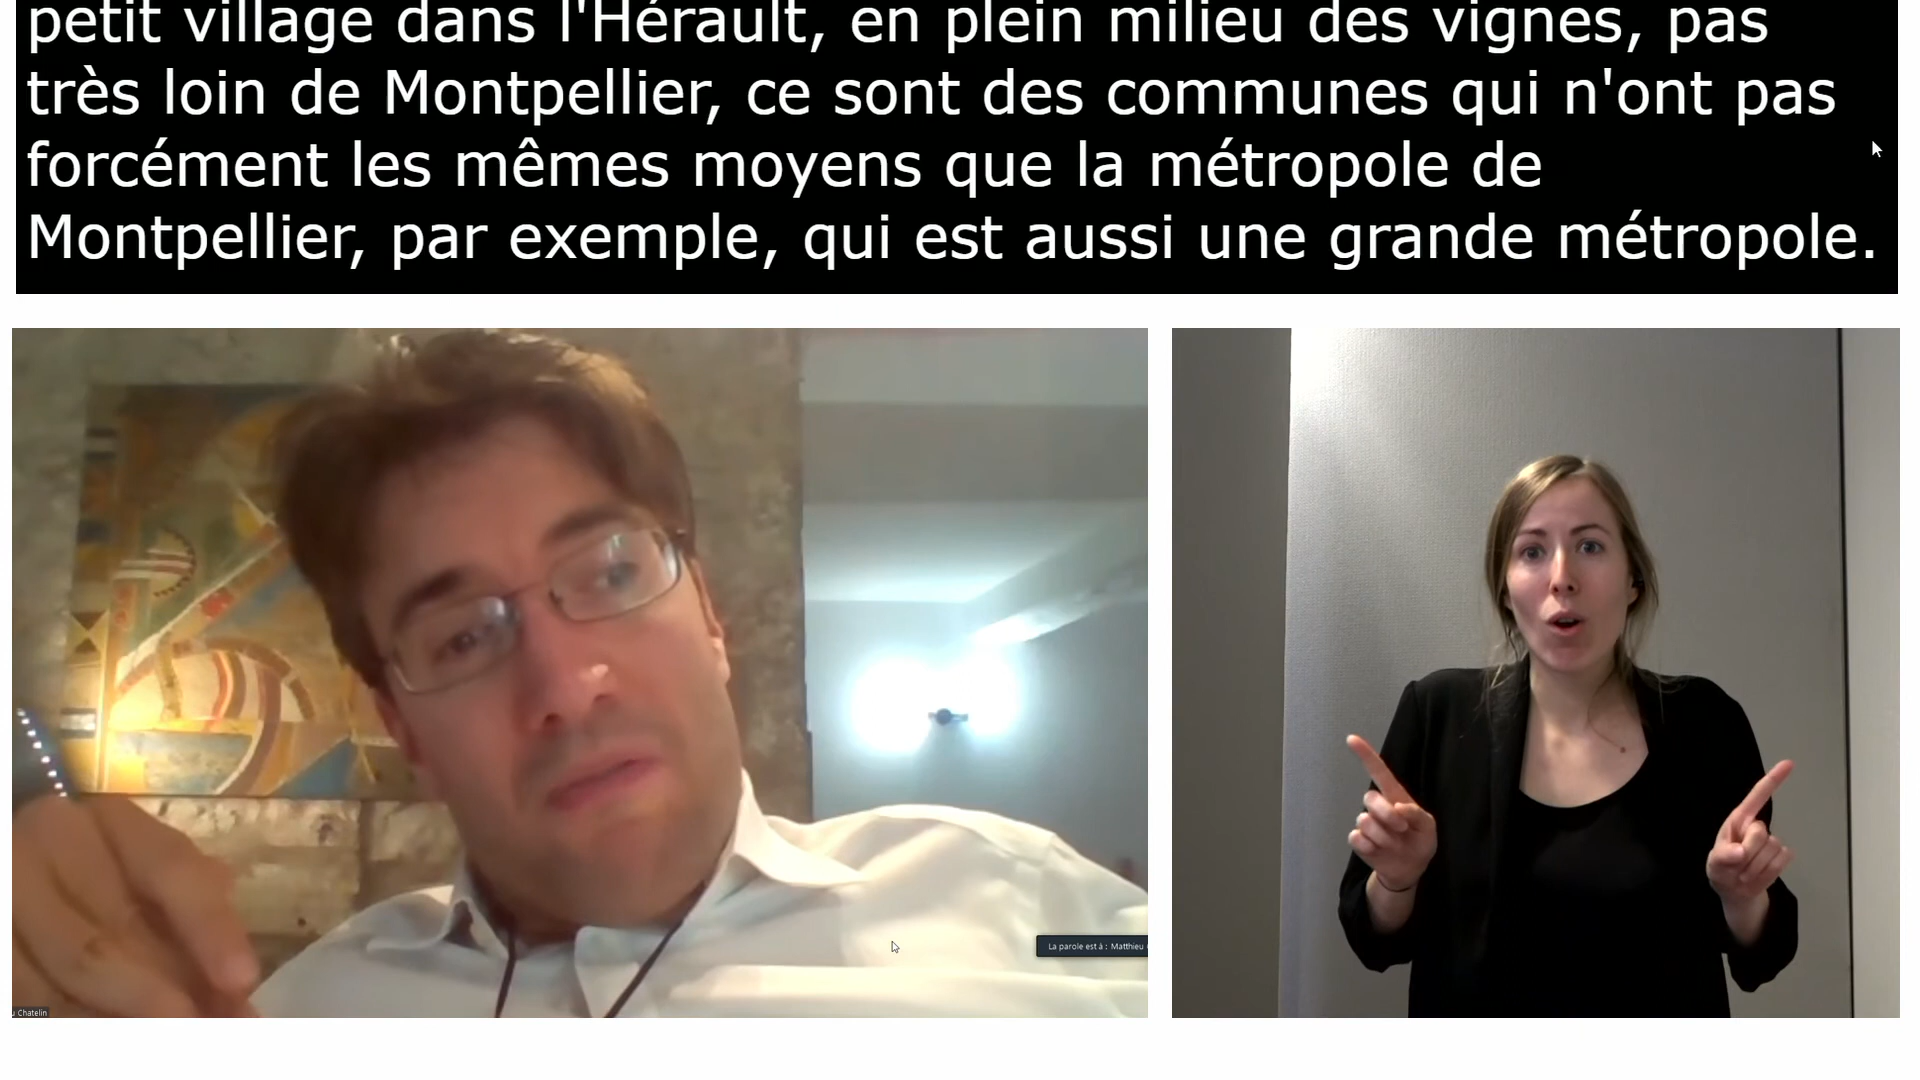 petit village dans l'Hérault, en plein milieu des vignes, pas
très loin de Montpellier, ce sont des communes qui n'ont pas
forcément les mêmes moyens que la métropole de
Montpellier, par exemple, qui est aussi une grande métropole.
La parole est à : Matthieu
u Chatelin